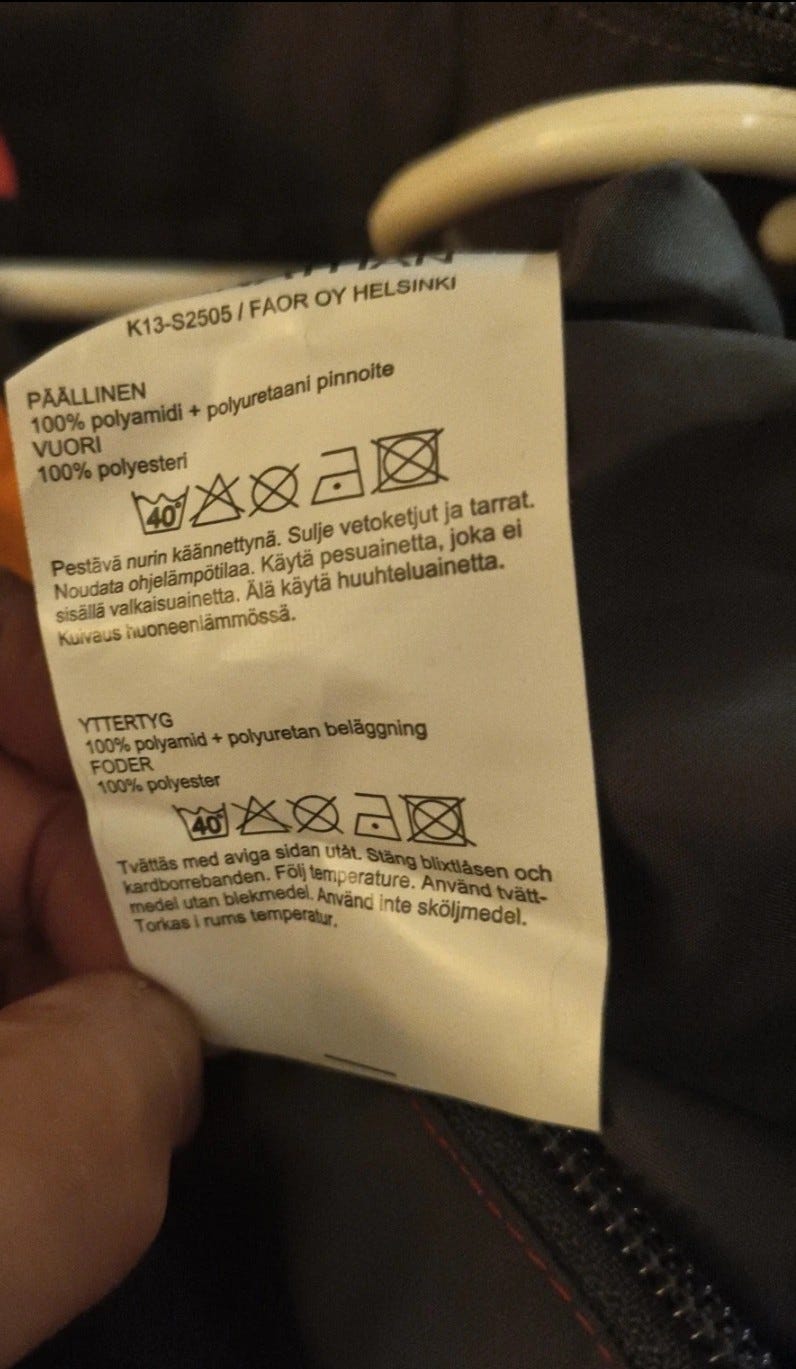 K13-S2505 / FAOR OY HELSINKI
PÄÄLLINEN
100% polyamidi + polyuretaani pinnoite
VUORI
100% polyesteri
40°
Pestävä nurin käännettynä. Sulje vetoketjut ja tarrat.
Noudata ohjelämpötilaa. Käytä pesuainetta, joka ei
sisällä valkaisuainetta. Älä käytä huuhteluainetta.
Kuivaus huoneenlämmössä.
YTTERTYG
100% polyamid + polyuretan beläggning
FODER
100% polyester
40°
Tvättäs med aviga sidan utåt. Stäng blixtlåsen och
kardborrebanden. Följ temperature. Använd tvätt-
medel utan blekmedel. Använd inte sköljmedel.
Torkas i rums temperatur.